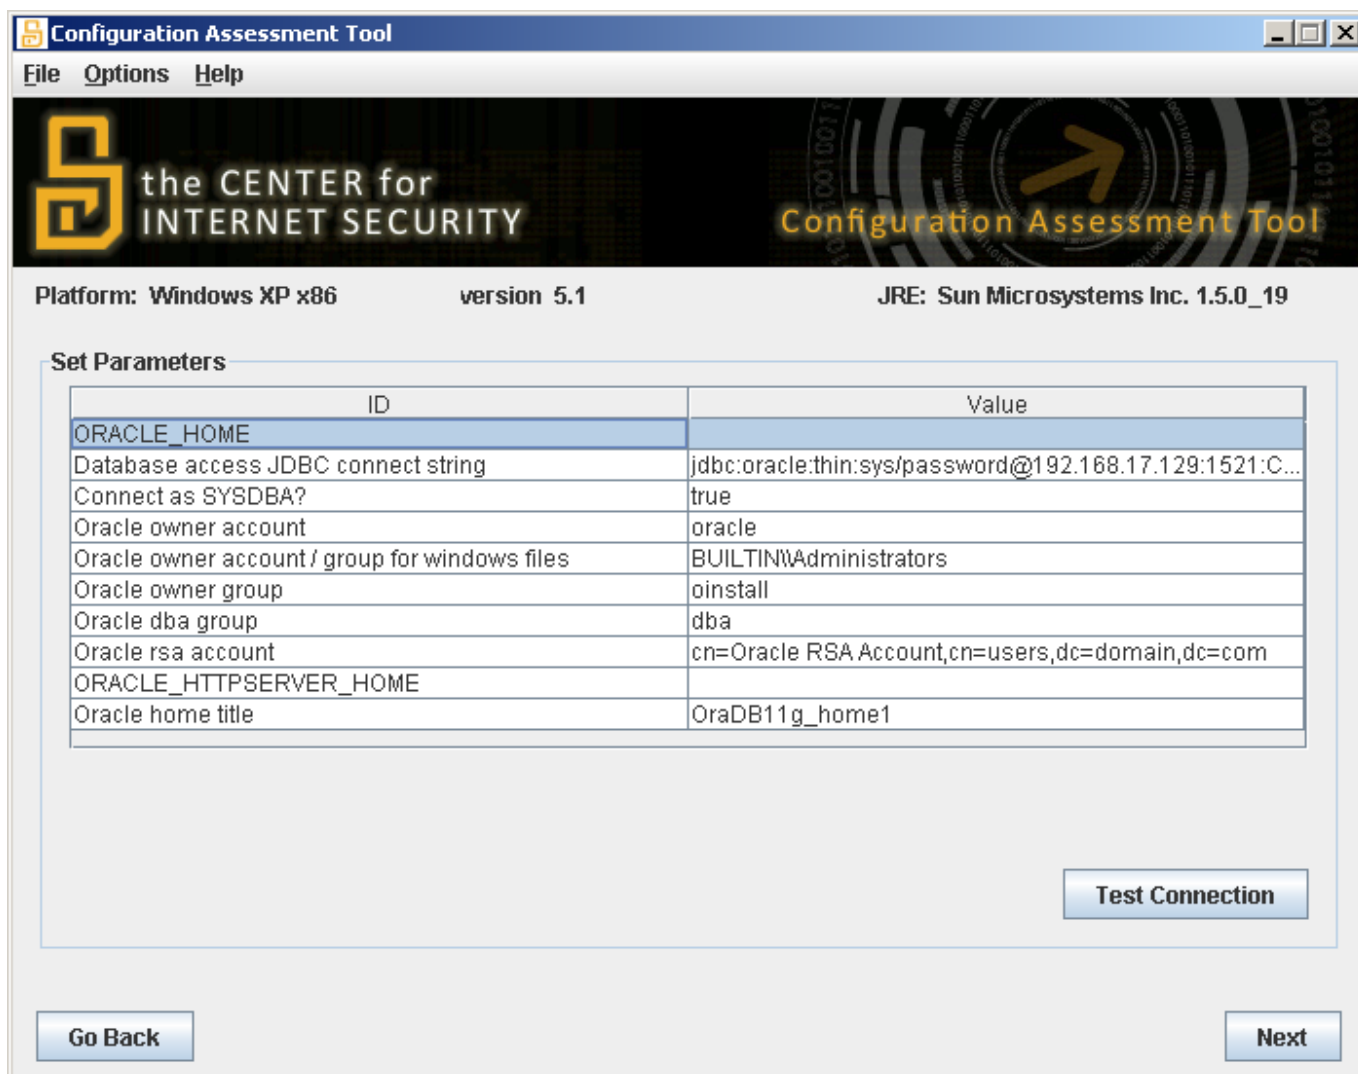 Configuration Assessment Tool
File Options Help
the CENTER for
INTERNET SECURITY
Configuration Assessment Tool
Platform: Windows XP x86 version 5.1 JRE: Sun Microsystems Inc. 1.5.0_19
Set Parameters
ID Value
ORACLE_HOME
Database access JDBC connect string jdbc:oracle:thin:sys/password@192.168.17.129:1521:C...
Connect as SYSDBA? true
Oracle owner account oracle
Oracle owner account / group for windows files BUILTIN\\Administrators
Oracle owner group oinstall
Oracle dba group dba
Oracle rsa account cn=Oracle RSA Account,cn=users,dc=domain,dc=com
ORACLE_HTTPSERVER_HOME
Oracle home title OraDB11g_home1
Test Connection
Go Back Next